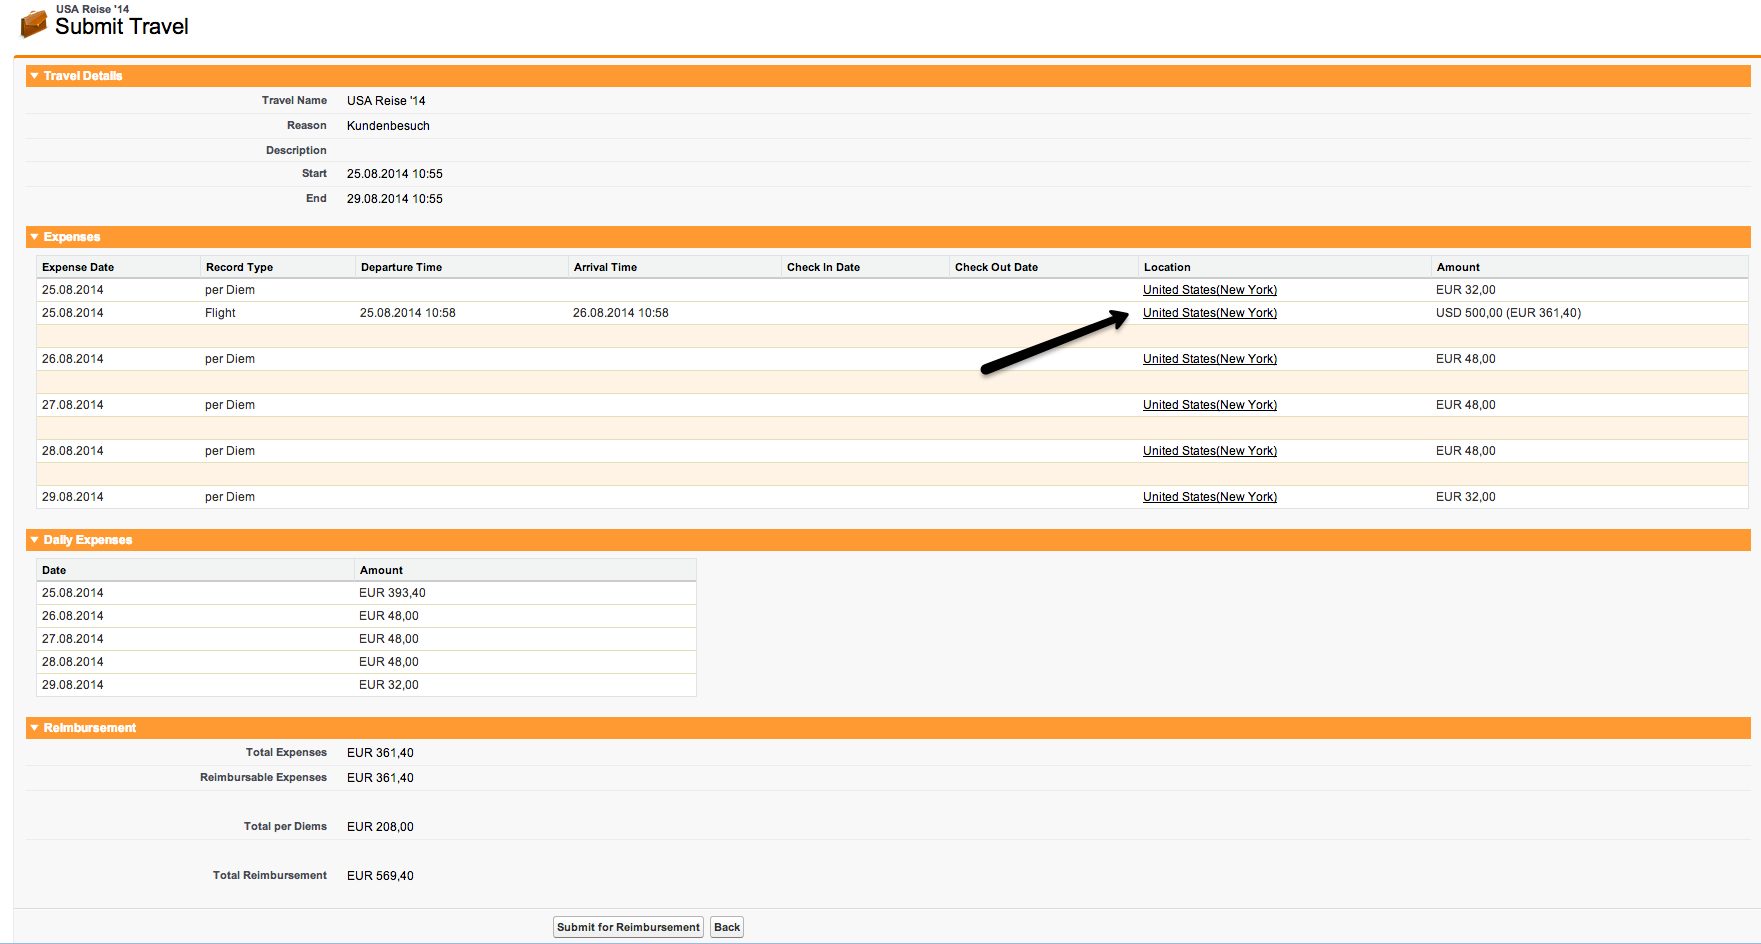 USA Reise '14
Submit Travel
Travel Details
Travel Name USA Reise '14
Reason Kundenbesuch
Description
Start 25.08.2014 10:55
End 29.08.2014 10:55
Expenses
Expense Date Record Type Departure Time Arrival Time Check In Date Check Out Date Location Amount
25.08.2014 per Diem United States(New York) EUR 32,00
25.08.2014 Flight 25.08.2014 10:58 26.08.2014 10:58 United States(New York) USD 500,00 (EUR 361,40)
26.08.2014 per Diem United States(New York) EUR 48,00
27.08.2014 per Diem United States(New York) EUR 48,00
28.08.2014 per Diem United States(New York) EUR 48,00
29.08.2014 per Diem United States(New York) EUR 32,00
Daily Expenses
Date Amount
25.08.2014 EUR 393,40
26.08.2014 EUR 48,00
27.08.2014 EUR 48,00
28.08.2014 EUR 48,00
29.08.2014 EUR 32,00
Reimbursement
Total Expenses EUR 361,40
Reimbursable Expenses EUR 361,40
Total per Diems EUR 208,00
Total Reimbursement EUR 569,40
Submit for Reimbursement Back